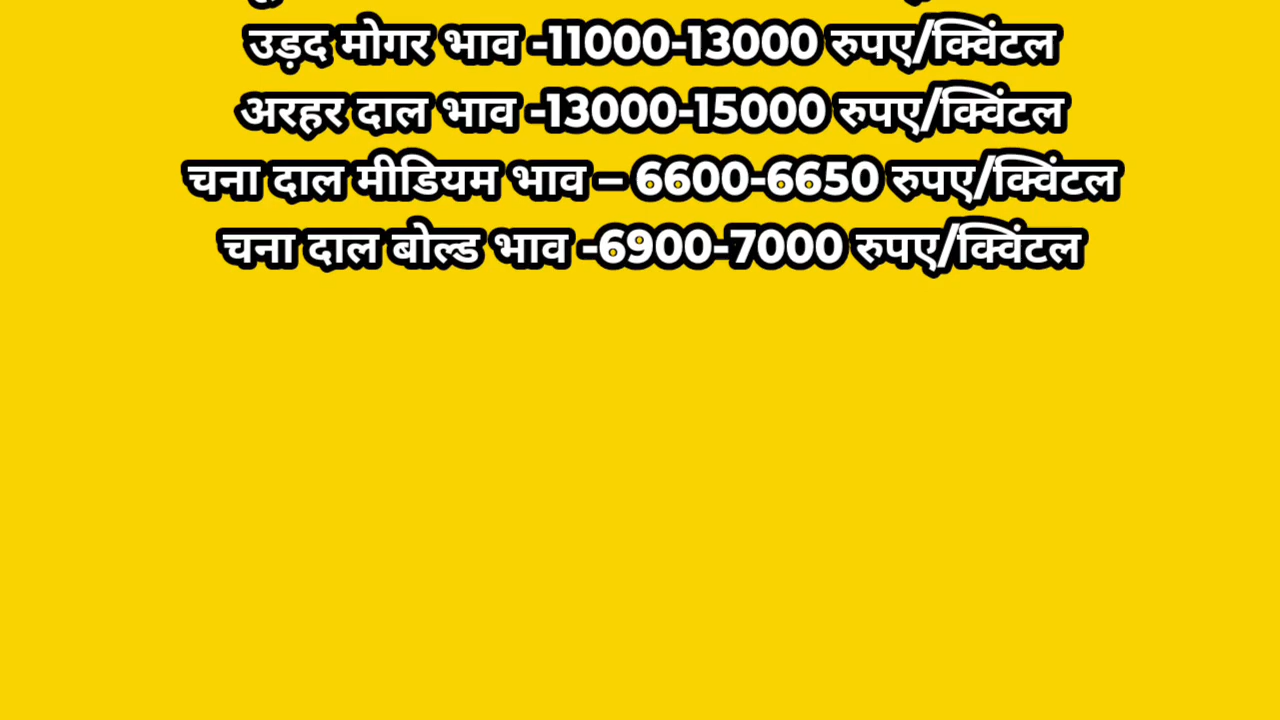 उड़द मोगर भाव -11000-13000 रुपए/क्विंटल
अरहर दाल भाव -13000-15000 रुपए/क्विंटल
चना दाल मीडियम भाव – 6600-6650 रुपए/क्विंटल
चना दाल बोल्ड भाव -6900-7000 रुपए/क्विंटल